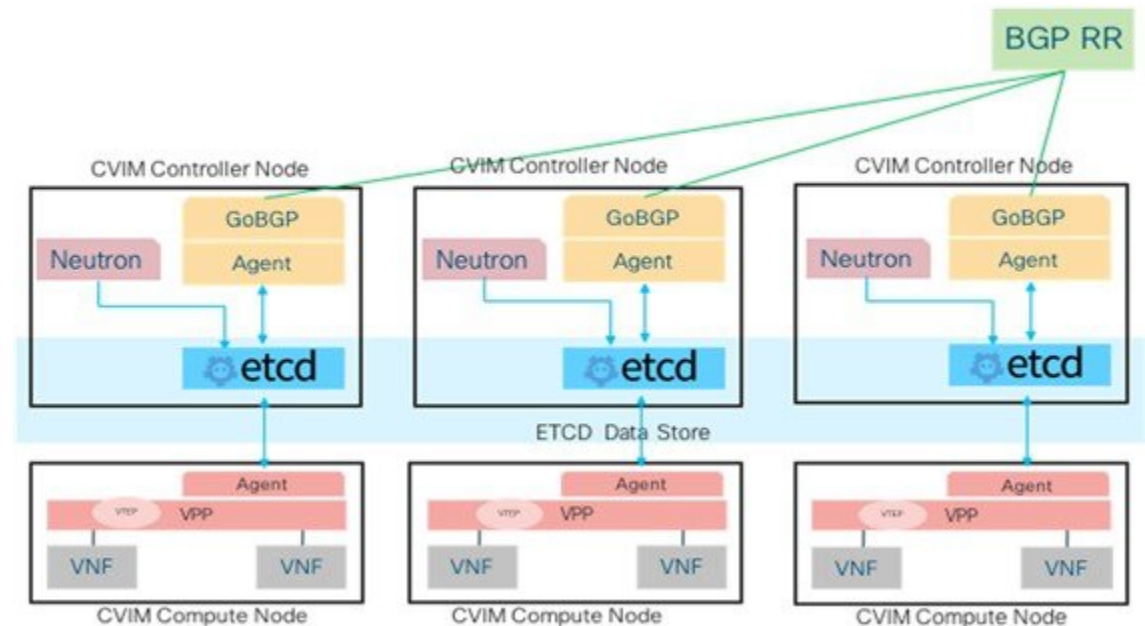 BGP RR
CVIM Controller Node
CVIM Controller Node
CVIM Controller Node
GoBGP
Neutron
Agent
etcd
GoBGP
Neutron
Agent
etcd
GoBGP
Neutron
Agent
etcd
ETCD Data Store
Agent
VTEP
VPP
VNF
VNF
CVIM Compute Node
Agent
VTEP
VPP
VNF
VNF
CVIM Compute Node
Agent
VTEP
VPP
VNF
VNF
CVIM Compute Node